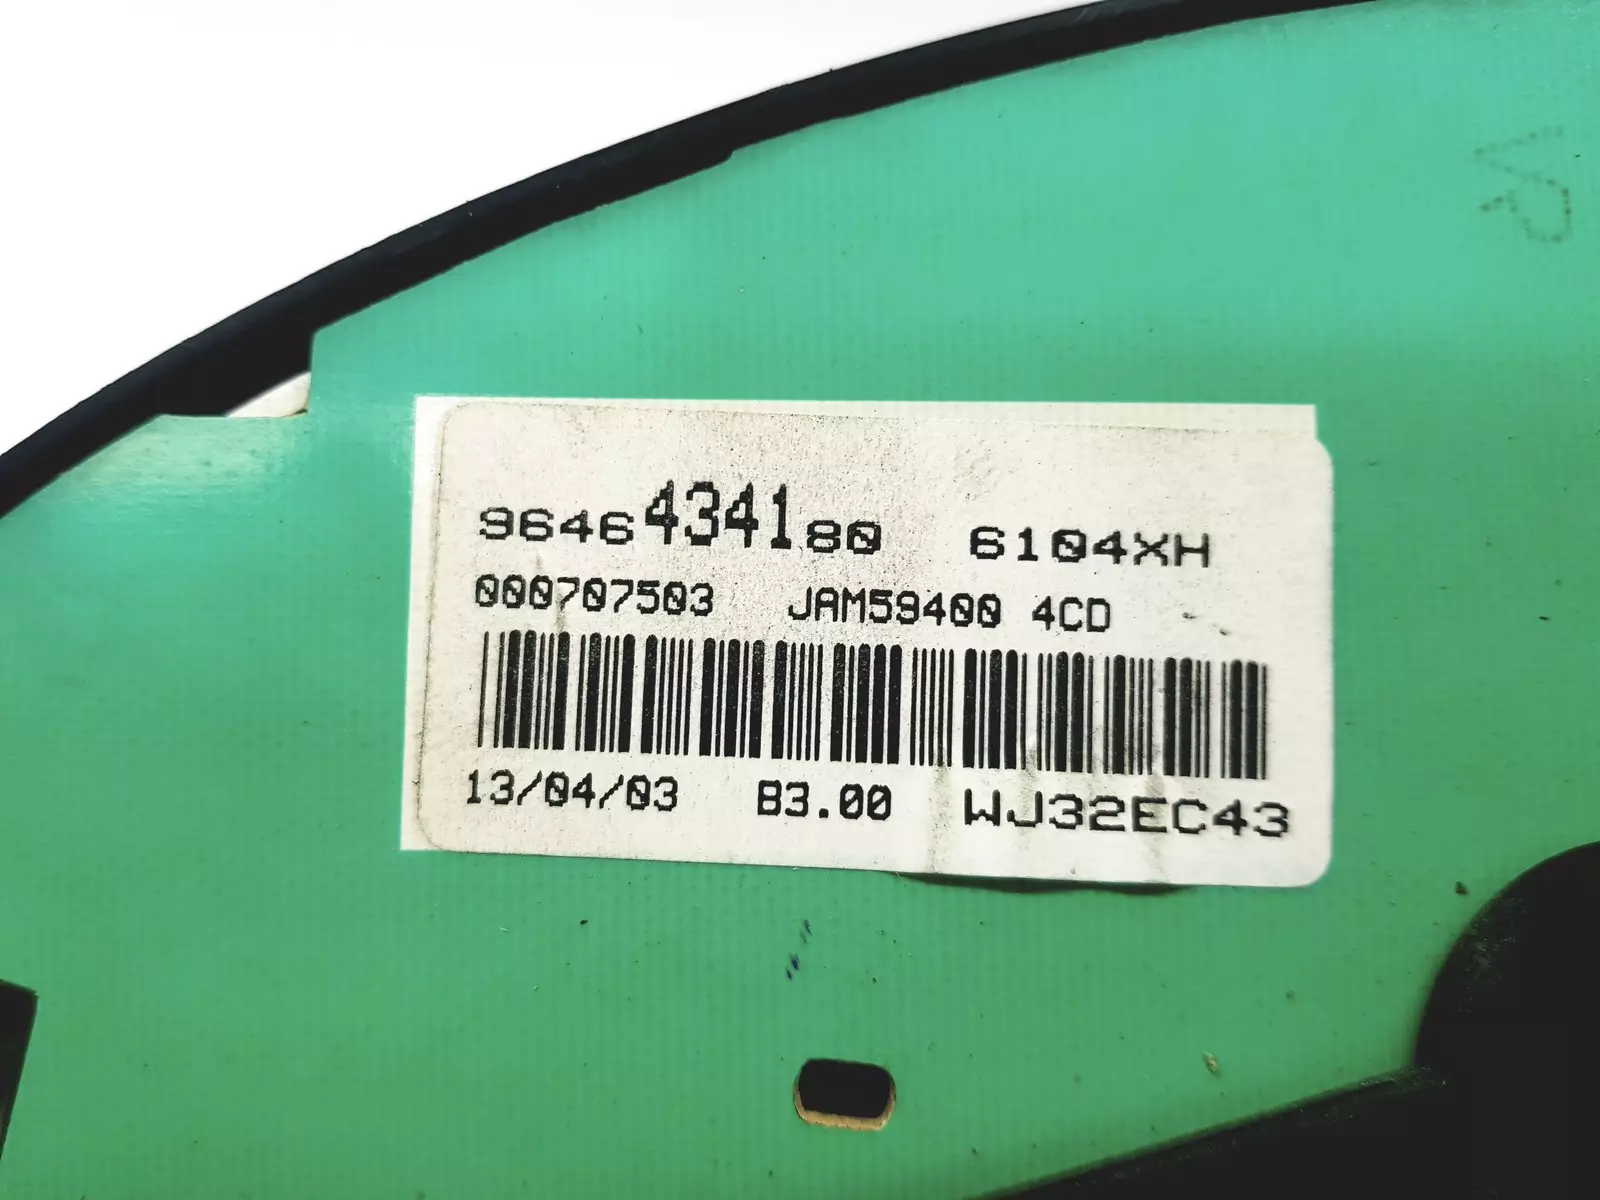 9646434180 6104XH
000707503 JAM59400 4CD
13/04/03 B3.00 WJ32EC43